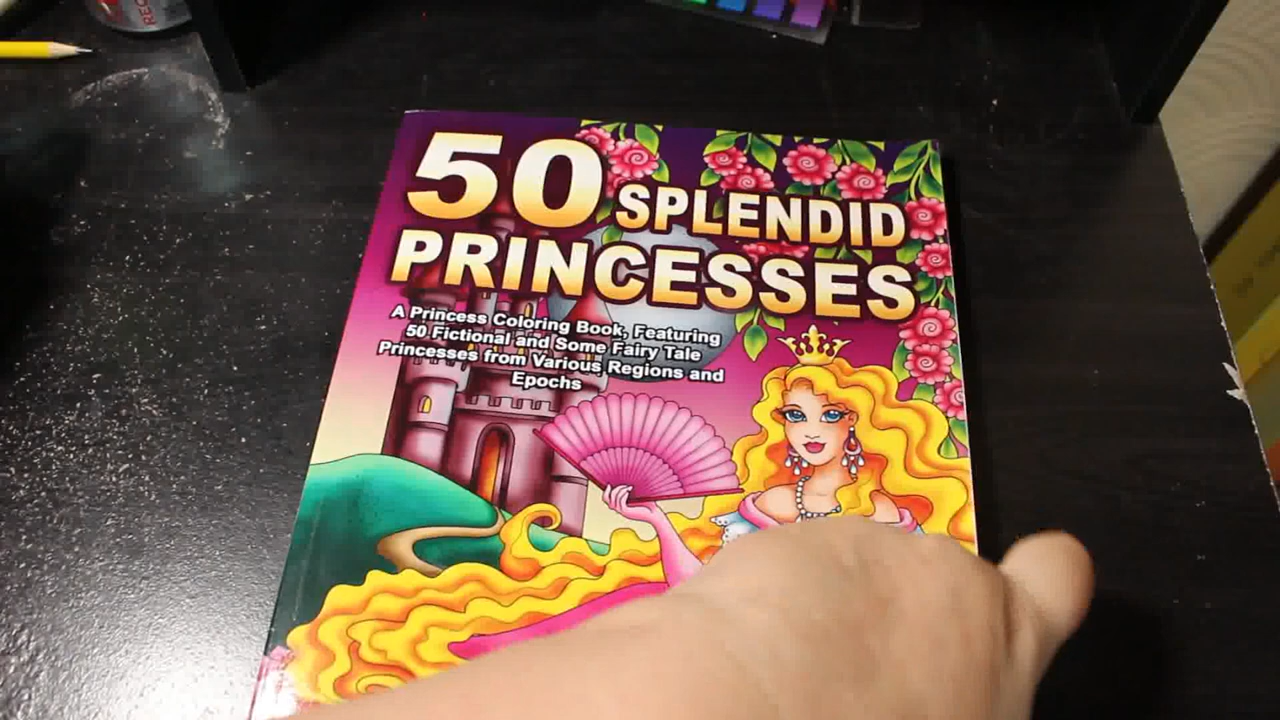 50 SPLENDID
PRINCESSES
A Princess Coloring Book, Featuring
50 Fictional and Some Fairy Tale
Princesses from Various Regions and
Epochs